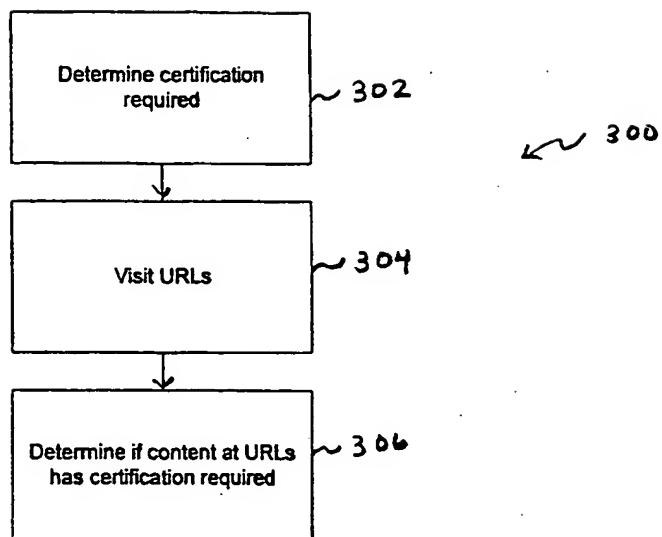 Determine certification
required
302
300
Visit URLs
304
Determine if content at URLs
has certification required
306